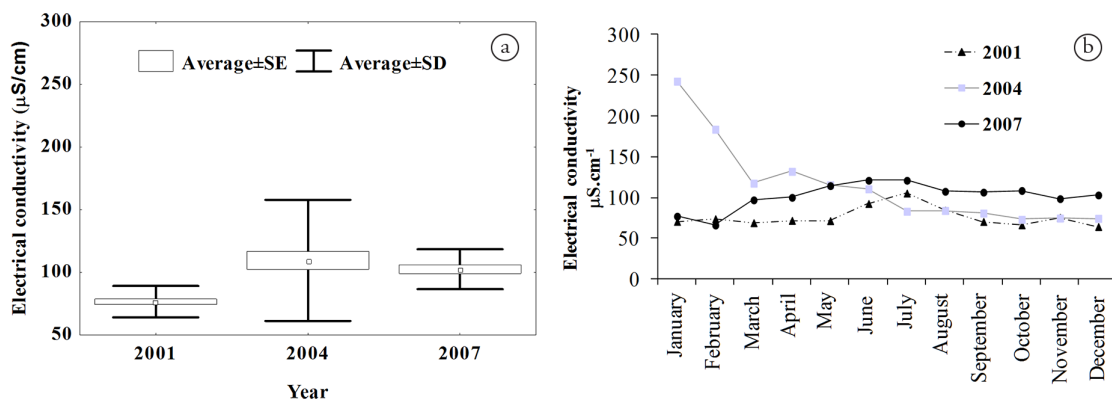 a
Average±SE
Average±SD
Electrical conductivity (µS/cm)
300
250
200
150
100
50
2001
2004
2007
Year
b
2001
2004
2007
Electrical conductivity
µS.cm-1
300
250
200
150
100
50
0
January
February
March
April
May
June
July
August
September
October
November
December